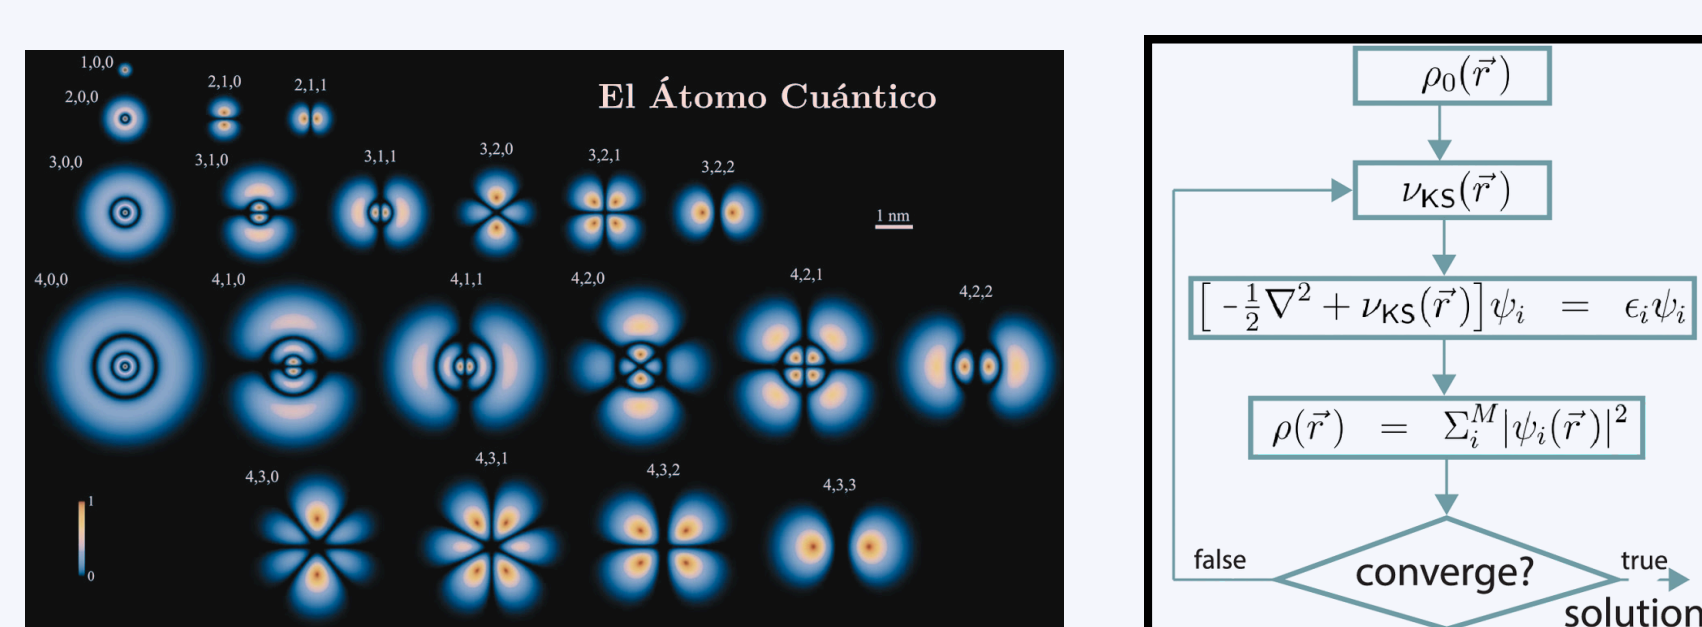 El Átomo Cuántico
1,0,0
2,0,0
2,1,0
2,1,1
3,0,0
3,1,0
3,1,1
3,2,0
3,2,1
3,2,2
1 nm
4,0,0
4,1,0
4,1,1
4,2,0
4,2,1
4,2,2
4,3,0
4,3,1
4,3,2
4,3,3
1
0
ρ₀(r⃗)
ν_KS(r⃗)
[ -½∇² + ν_KS(r⃗)]ψᵢ = ϵᵢψᵢ
ρ(r⃗) = Σᵢᴹ|ψᵢ(r⃗)|²
converge?
false
true
solution